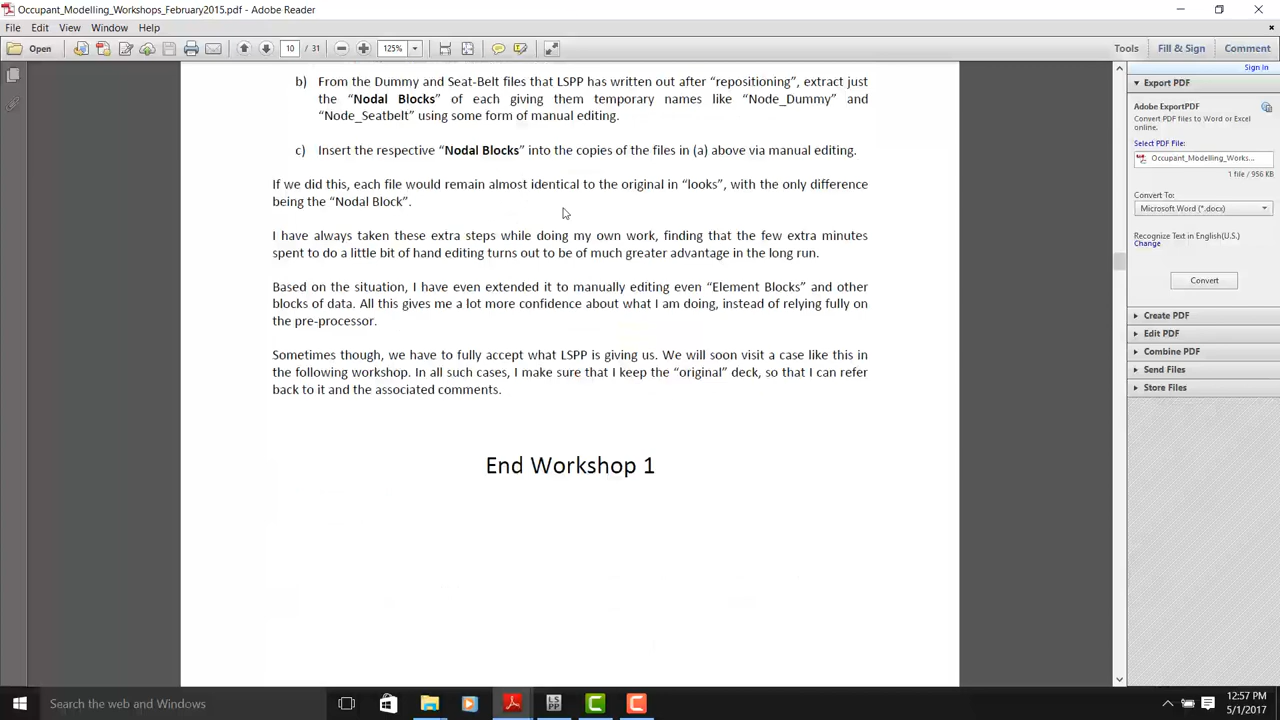 Occupant_Modelling_Workshops_February2015.pdf - Adobe Reader
File Edit View Window Help
Open 10 / 31 125% Tools Fill & Sign Comment
Sign In
b) From the Dummy and Seat-Belt files that LSPP has written out after “repositioning”, extract just
the “Nodal Blocks” of each giving them temporary names like “Node_Dummy” and
“Node_Seatbelt” using some form of manual editing.
c) Insert the respective “Nodal Blocks” into the copies of the files in (a) above via manual editing.
If we did this, each file would remain almost identical to the original in “looks”, with the only difference
being the “Nodal Block”.
I have always taken these extra steps while doing my own work, finding that the few extra minutes
spent to do a little bit of hand editing turns out to be of much greater advantage in the long run.
Based on the situation, I have even extended it to manually editing even “Element Blocks” and other
blocks of data. All this gives me a lot more confidence about what I am doing, instead of relying fully on
the pre-processor.
Sometimes though, we have to fully accept what LSPP is giving us. We will soon visit a case like this in
the following workshop. In all such cases, I make sure that I keep the “original” deck, so that I can refer
back to it and the associated comments.
End Workshop 1
Export PDF
Adobe ExportPDF
Convert PDF files to Word or Excel
online.
Select PDF File:
Occupant_Modelling_Works...
1 file / 956 KB
Convert To:
Microsoft Word (*.docx)
Recognize Text in English(U.S.)
Change
Convert
Create PDF
Edit PDF
Combine PDF
Send Files
Store Files
Search the web and Windows
LS
PP
12:57 PM
5/1/2017